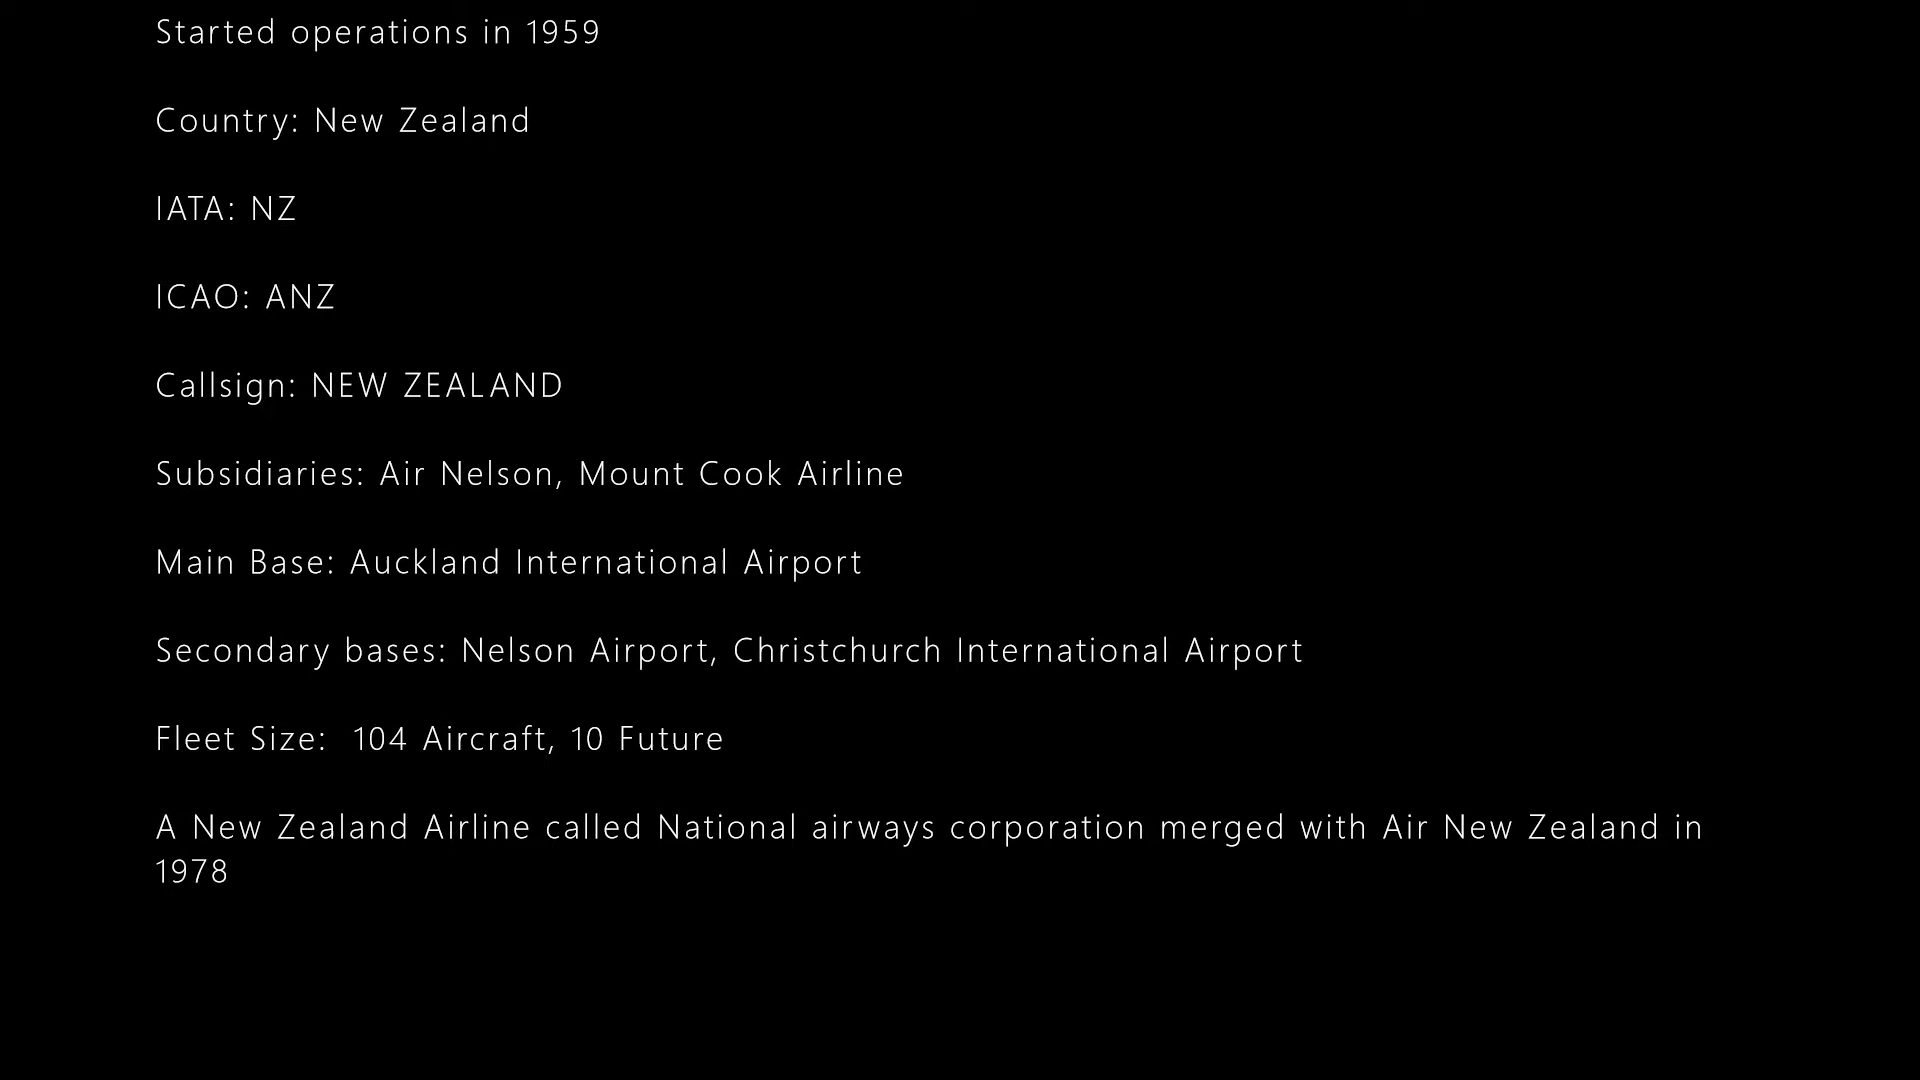 Started operations in 1959
Country: New Zealand
IATA: NZ
ICAO: ANZ
Callsign: NEW ZEALAND
Subsidiaries: Air Nelson, Mount Cook Airline
Main Base: Auckland International Airport
Secondary bases: Nelson Airport, Christchurch International Airport
Fleet Size:  104 Aircraft, 10 Future
A New Zealand Airline called National airways corporation merged with Air New Zealand in
1978